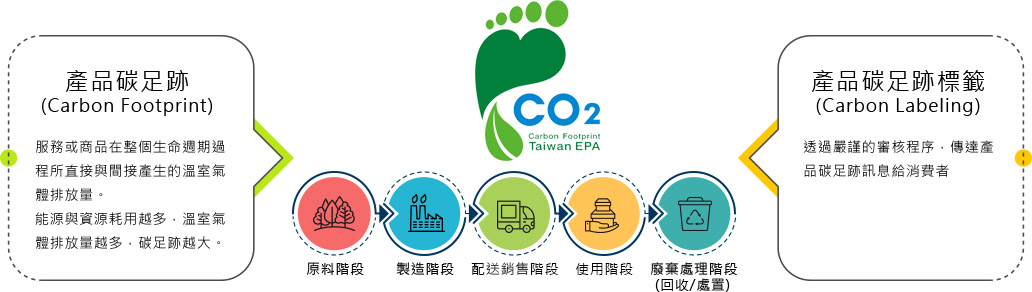 產品碳足跡
(Carbon Footprint)
服務或商品在整個生命週期過
程所直接與間接產生的溫室氣
體排放量。
能源與資源耗用越多，溫室氣
體排放量越多，碳足跡越大。
CO2
Carbon Footprint
Taiwan EPA
原料階段
製造階段
配送銷售階段
使用階段
廢棄處理階段
(回收/處置)
產品碳足跡標籤
(Carbon Labeling)
透過嚴謹的審核程序，傳達產
品碳足跡訊息給消費者